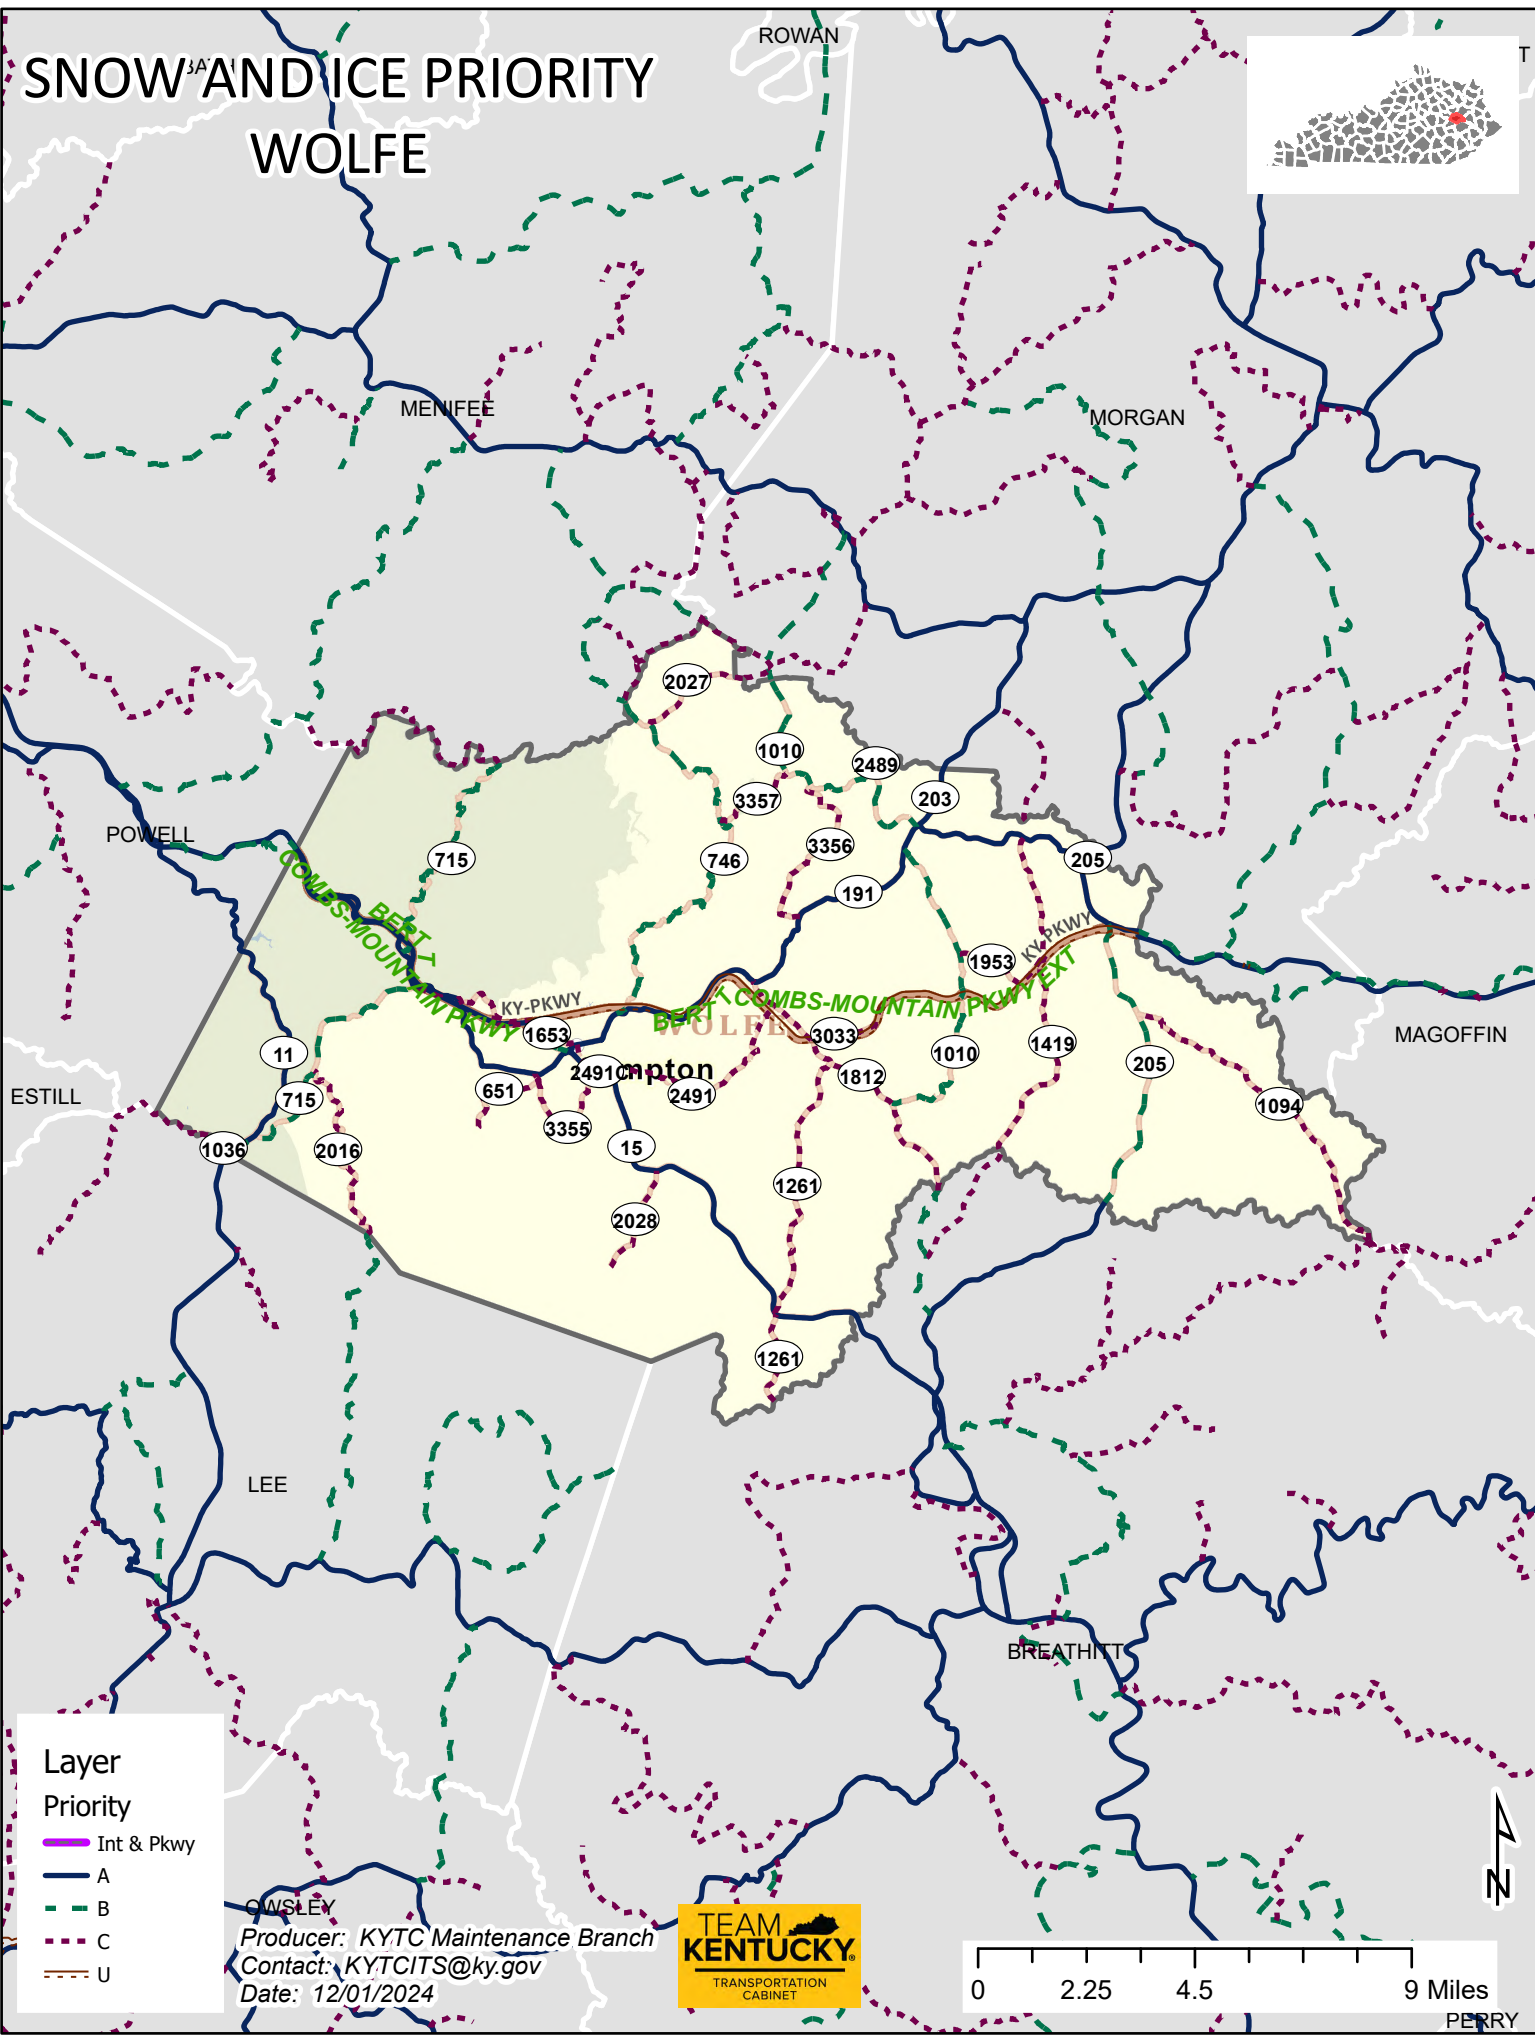 SNOW AND ICE PRIORITY
WOLFE
BATH
ROWAN
T
MENIFEE
MORGAN
2027
1010
2489
3357
203
POWELL
715
746
3356
205
191
COMBS-MOUNTAIN PKWY
BERT T
1953
KY-PKWY
KY-PKWY
BERT T COMBS-MOUNTAIN PKWY EXT
WOLFE
1653
3033
MAGOFFIN
11
1010
1419
205
2491C
mpton
1812
651
2491
ESTILL
715
1094
3355
1036
2016
15
1261
2028
1261
LEE
BREATHITT
Layer
Priority
Int & Pkwy
A
B
C
U
OWSLEY
Producer: KYTC Maintenance Branch
Contact: KYTCITS@ky.gov
Date: 12/01/2024
TEAM
KENTUCKY
TRANSPORTATION
CABINET
N
0 2.25 4.5 9 Miles
PERRY